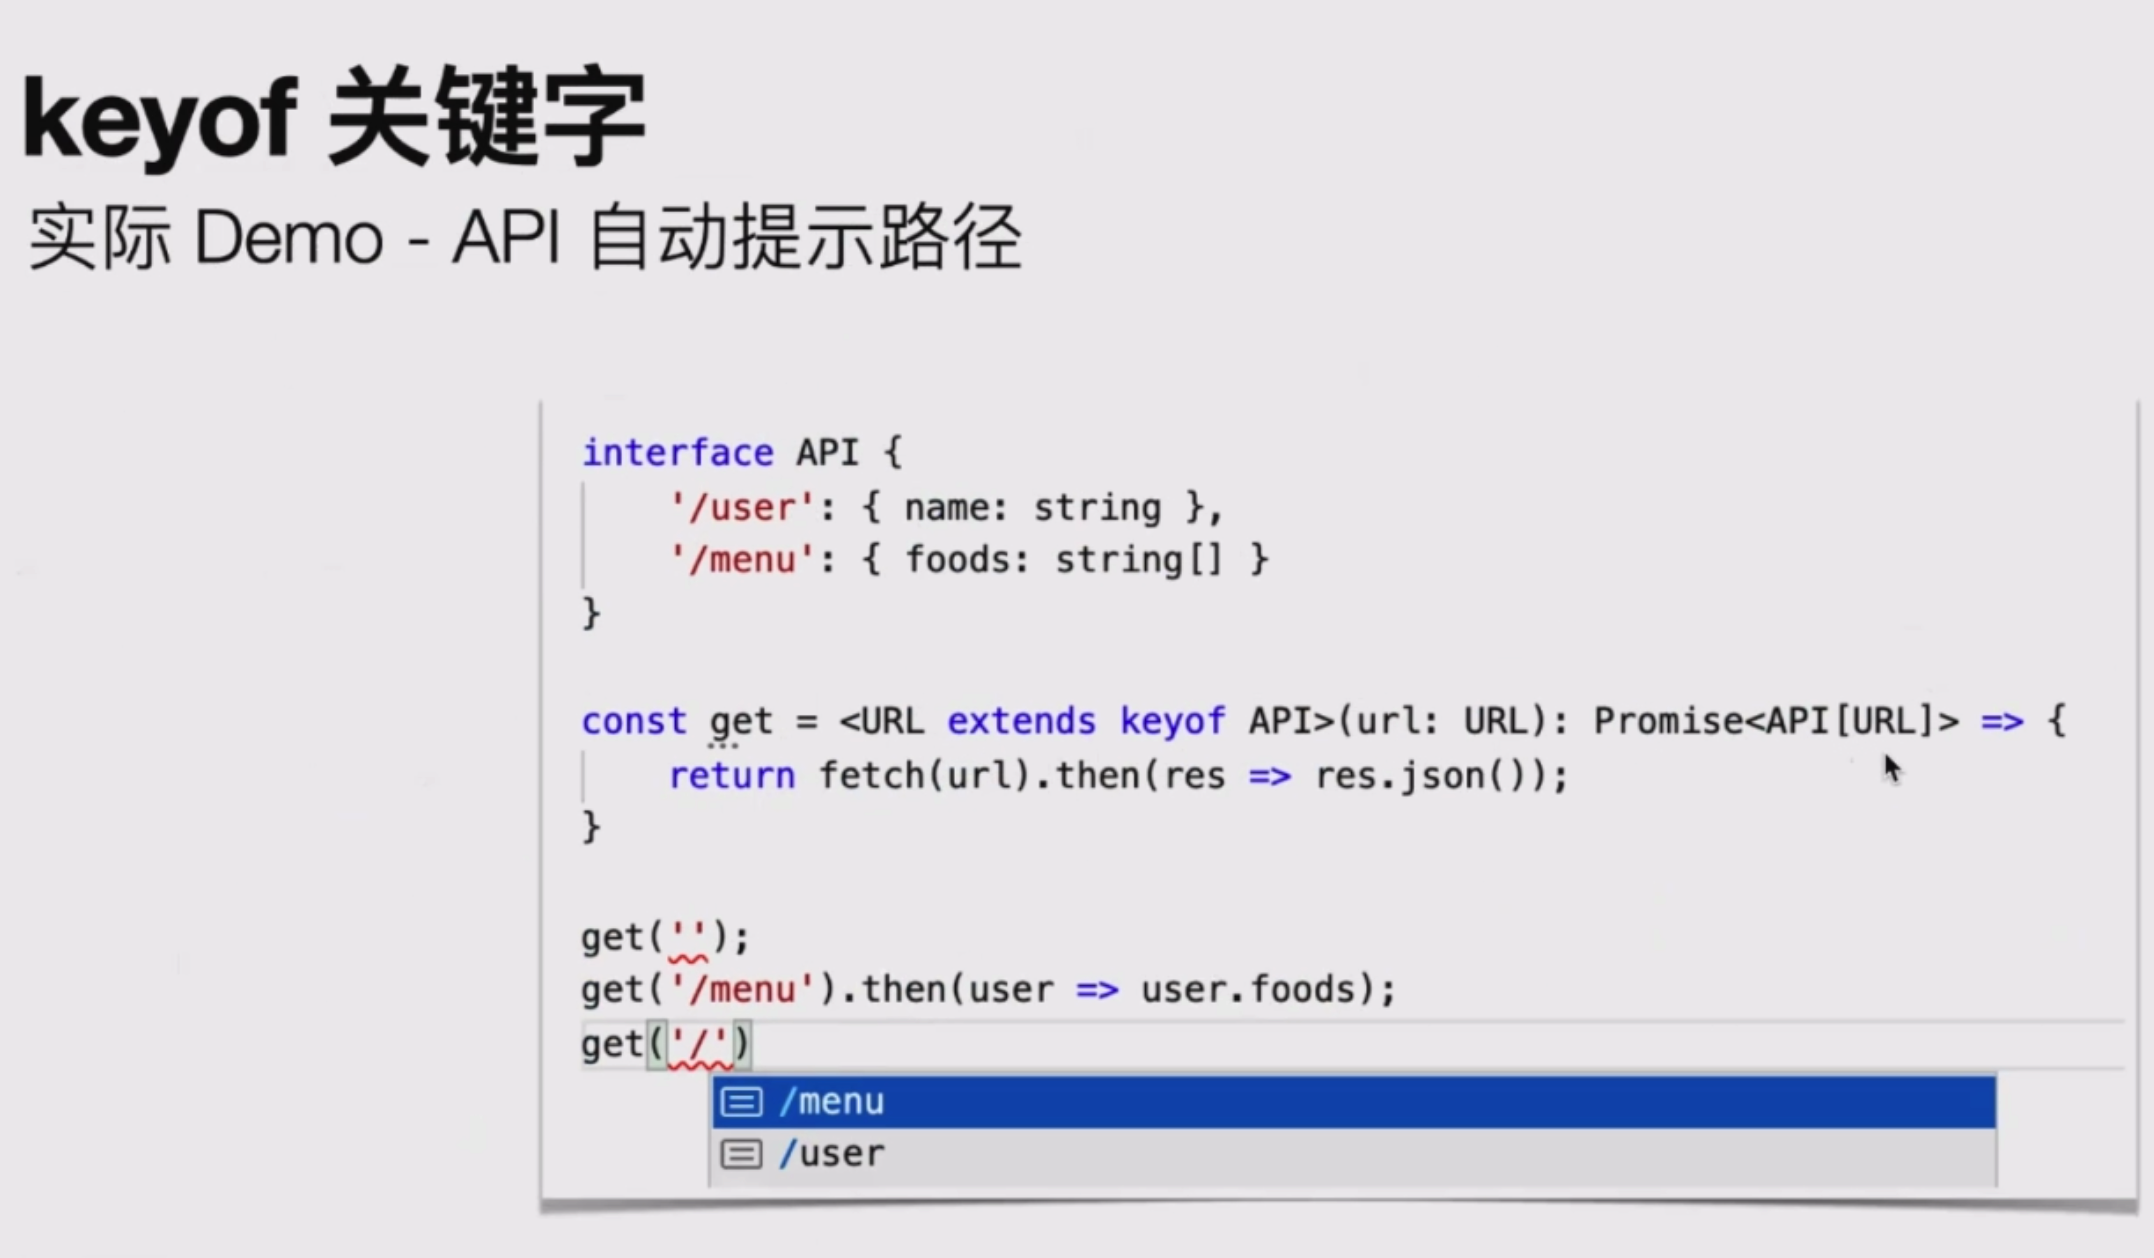 keyof 关键字
实际 Demo - API 自动提示路径
interface API {
    '/user': { name: string },
    '/menu': { foods: string[] }
}
const get = <URL extends keyof API>(url: URL): Promise<API[URL]> => {
    return fetch(url).then(res => res.json());
}
get('');
get('/menu').then(user => user.foods);
get('/')
/menu
/user